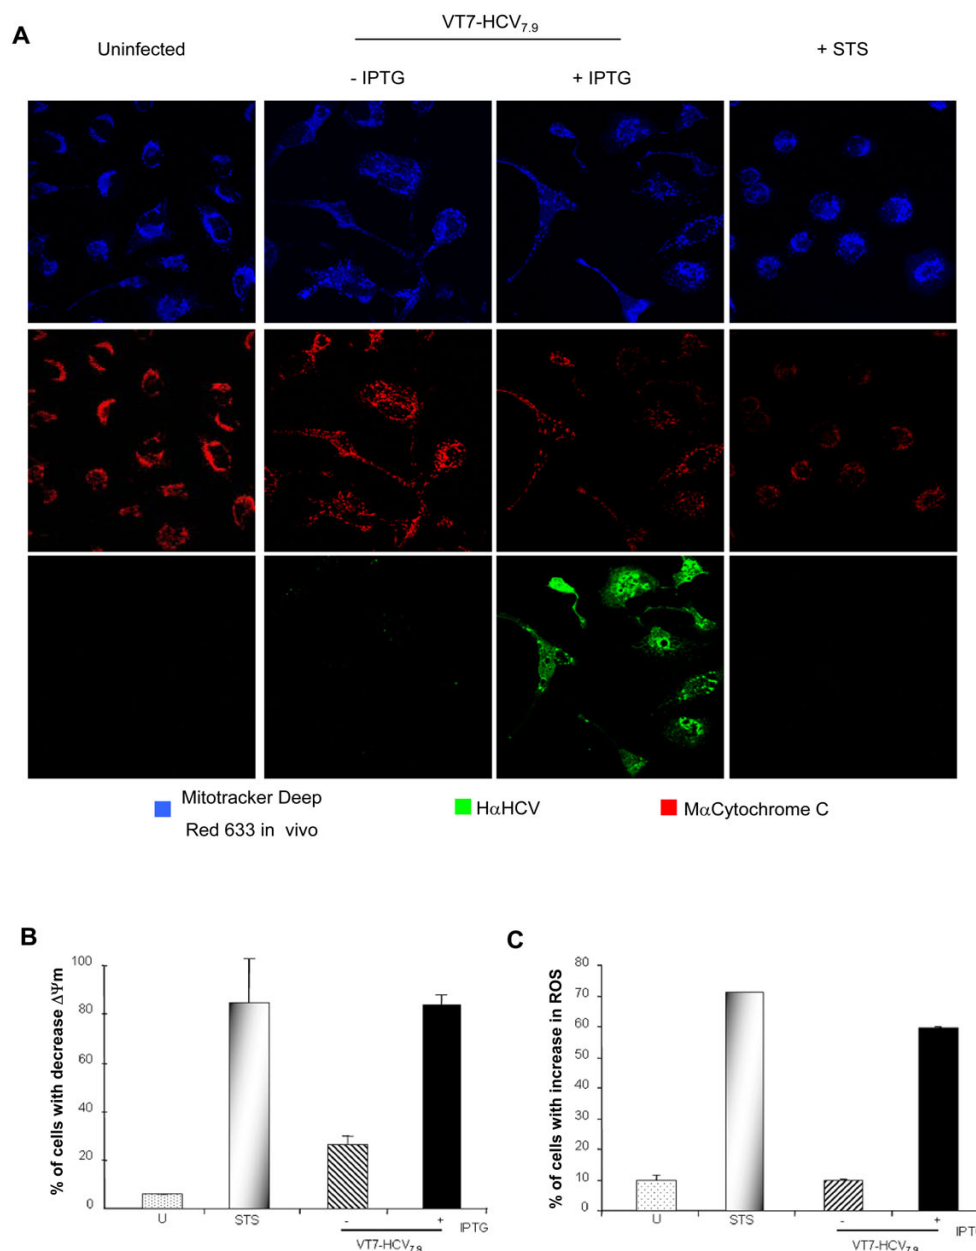 A
VT7-HCV7.9
Uninfected
+ STS
- IPTG
+ IPTG
Mitotracker Deep
Red 633 in vivo
HαHCV
MαCytochrome C
B
% of cells with decrease ΔΨm
100
80
60
40
20
0
U
STS
-
+
IPTG
VT7-HCV7.9
C
% of cells with increase in ROS
80
70
60
50
40
30
20
10
0
U
STS
-
+
IPTG
VT7-HCV7.9